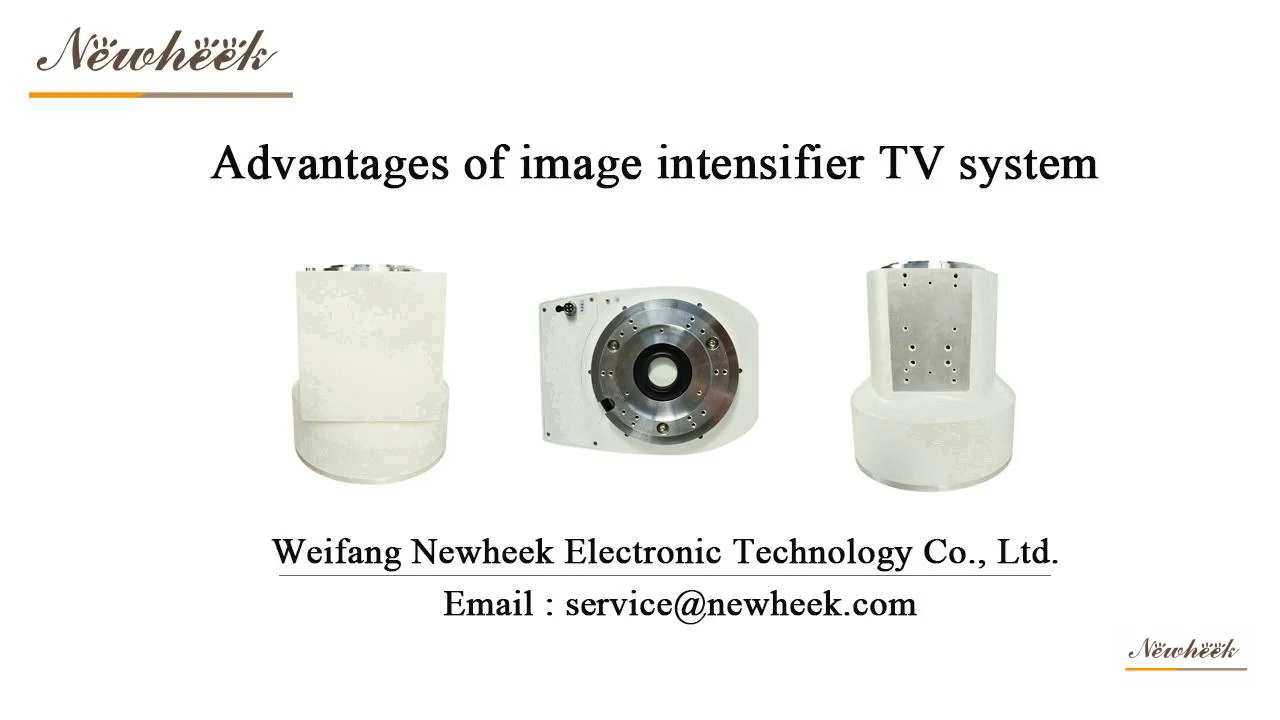 Newheek
Advantages of image intensifier TV system
Weifang Newheek Electronic Technology Co., Ltd.
Email : service@newheek.com
Newheek